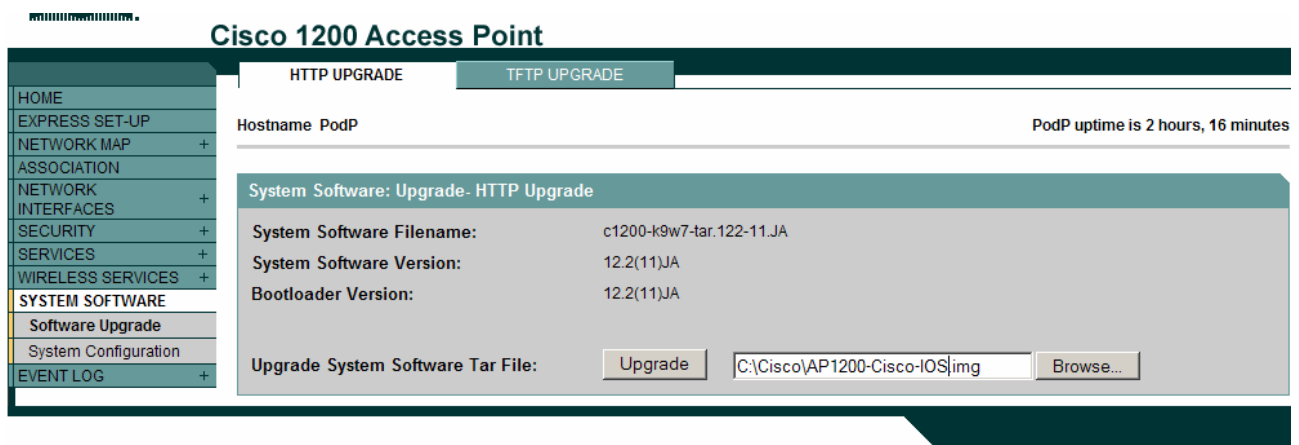 Cisco 1200 Access Point
HTTP UPGRADE TFTP UPGRADE
HOME
EXPRESS SET-UP
NETWORK MAP +
ASSOCIATION
NETWORK
INTERFACES +
SECURITY +
SERVICES +
WIRELESS SERVICES +
SYSTEM SOFTWARE
Software Upgrade
System Configuration
EVENT LOG +
Hostname PodP PodP uptime is 2 hours, 16 minutes
System Software: Upgrade- HTTP Upgrade
System Software Filename: c1200-k9w7-tar.122-11.JA
System Software Version: 12.2(11)JA
Bootloader Version: 12.2(11)JA
Upgrade System Software Tar File: Upgrade C:\Cisco\AP1200-Cisco-IOS.img Browse...